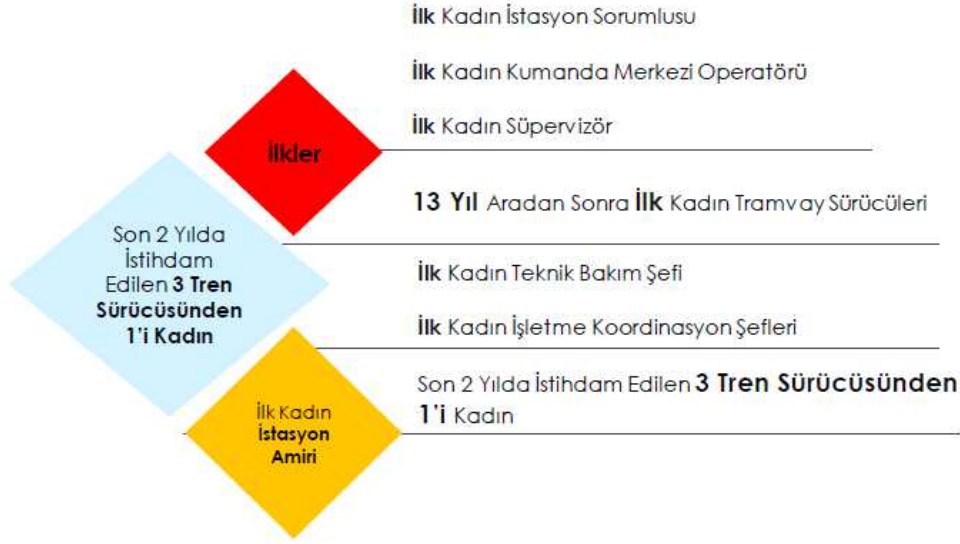 İlk Kadın İstasyon Sorumlusu
İlk Kadın Kumanda Merkezi Operatörü
İlk Kadın Süpervizör
İlkler
13 Yıl Aradan Sonra İlk Kadın Tramvay Sürücüleri
Son 2 Yılda
İstihdam
Edilen 3 Tren
Sürücüsünden
1'i Kadın
İlk Kadın Teknik Bakım Şefi
İlk Kadın İşletme Koordinasyon Şefleri
Son 2 Yılda İstihdam Edilen 3 Tren Sürücüsünden
1'i Kadın
İlk Kadın
İstasyon
Amiri